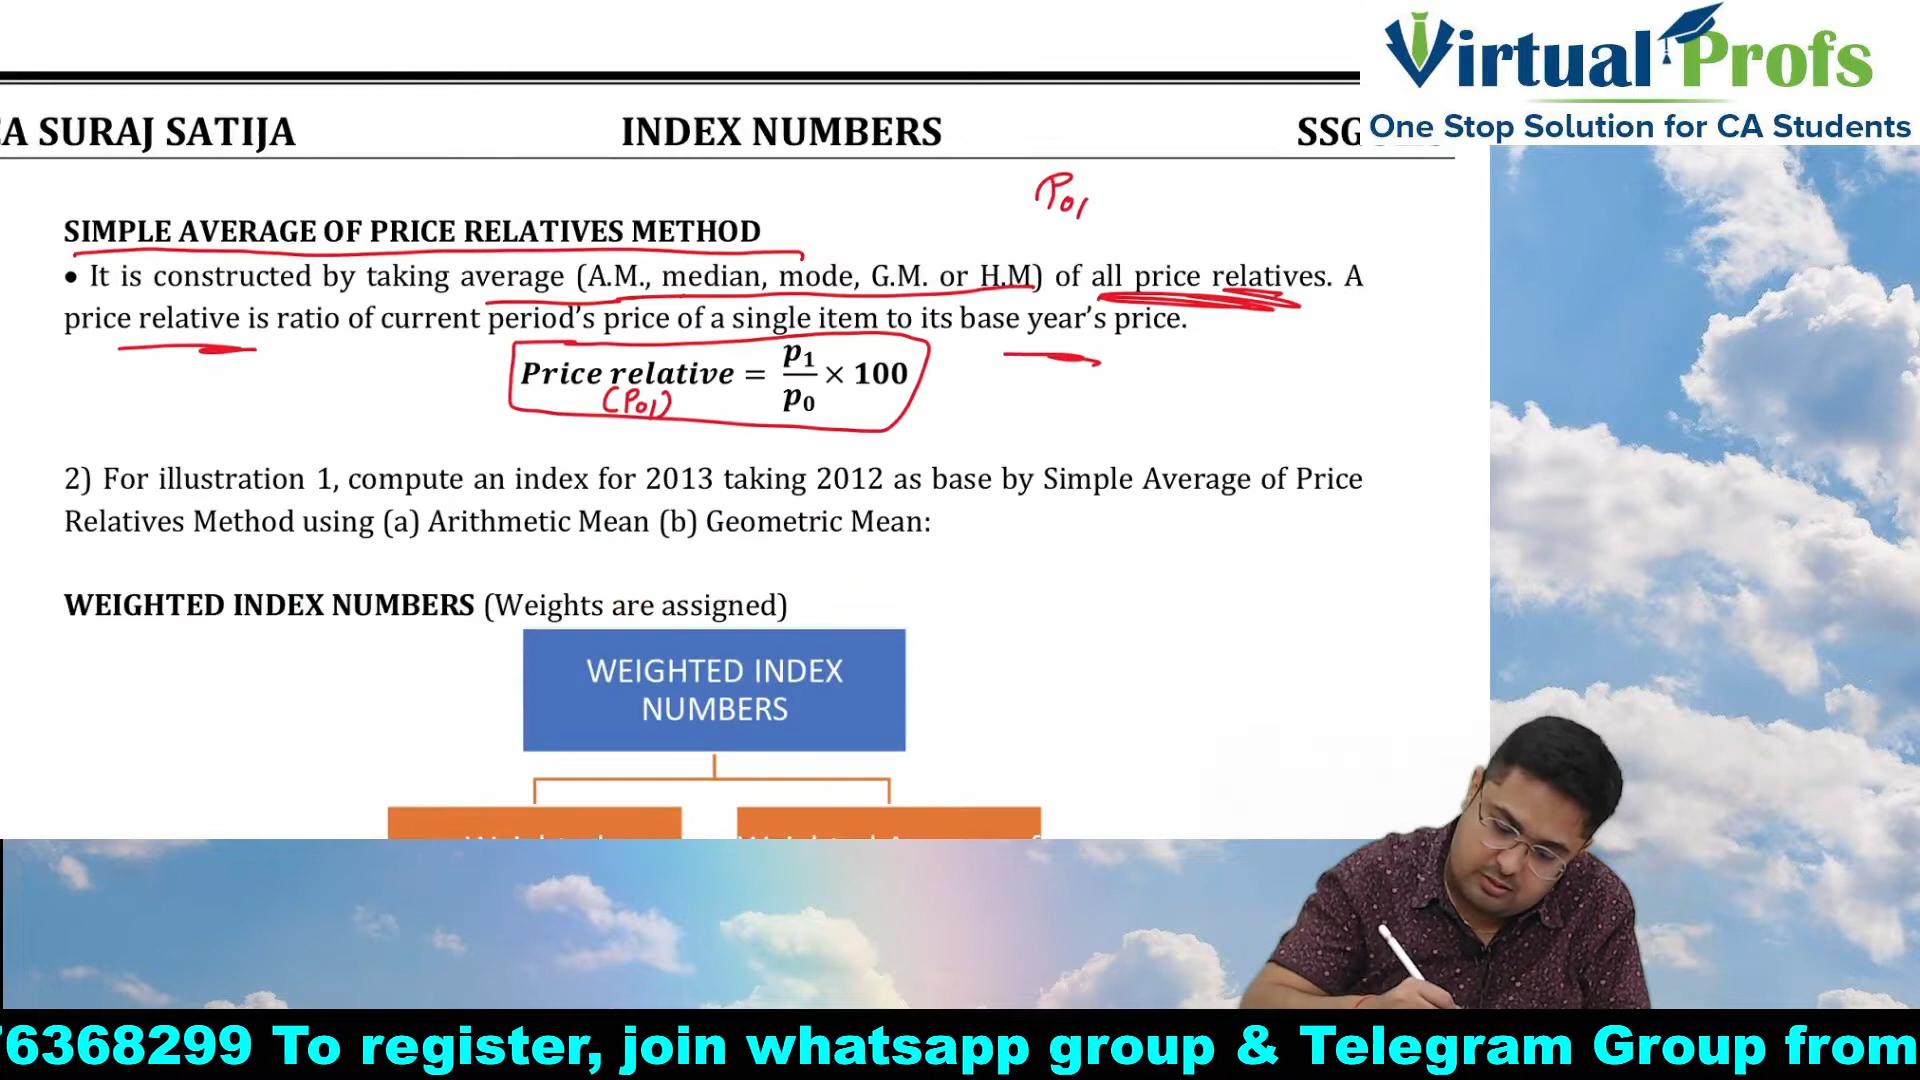 Virtual Profs
One Stop Solution for CA Students
CA SURAJ SATIJA INDEX NUMBERS SSG
P01
SIMPLE AVERAGE OF PRICE RELATIVES METHOD
• It is constructed by taking average (A.M., median, mode, G.M. or H.M) of all price relatives. A
price relative is ratio of current period's price of a single item to its base year's price.
Price relative = p1/p0 × 100
(P01)
2) For illustration 1, compute an index for 2013 taking 2012 as base by Simple Average of Price
Relatives Method using (a) Arithmetic Mean (b) Geometric Mean:
WEIGHTED INDEX NUMBERS (Weights are assigned)
WEIGHTED INDEX
NUMBERS
76368299 To register, join whatsapp group & Telegram Group from